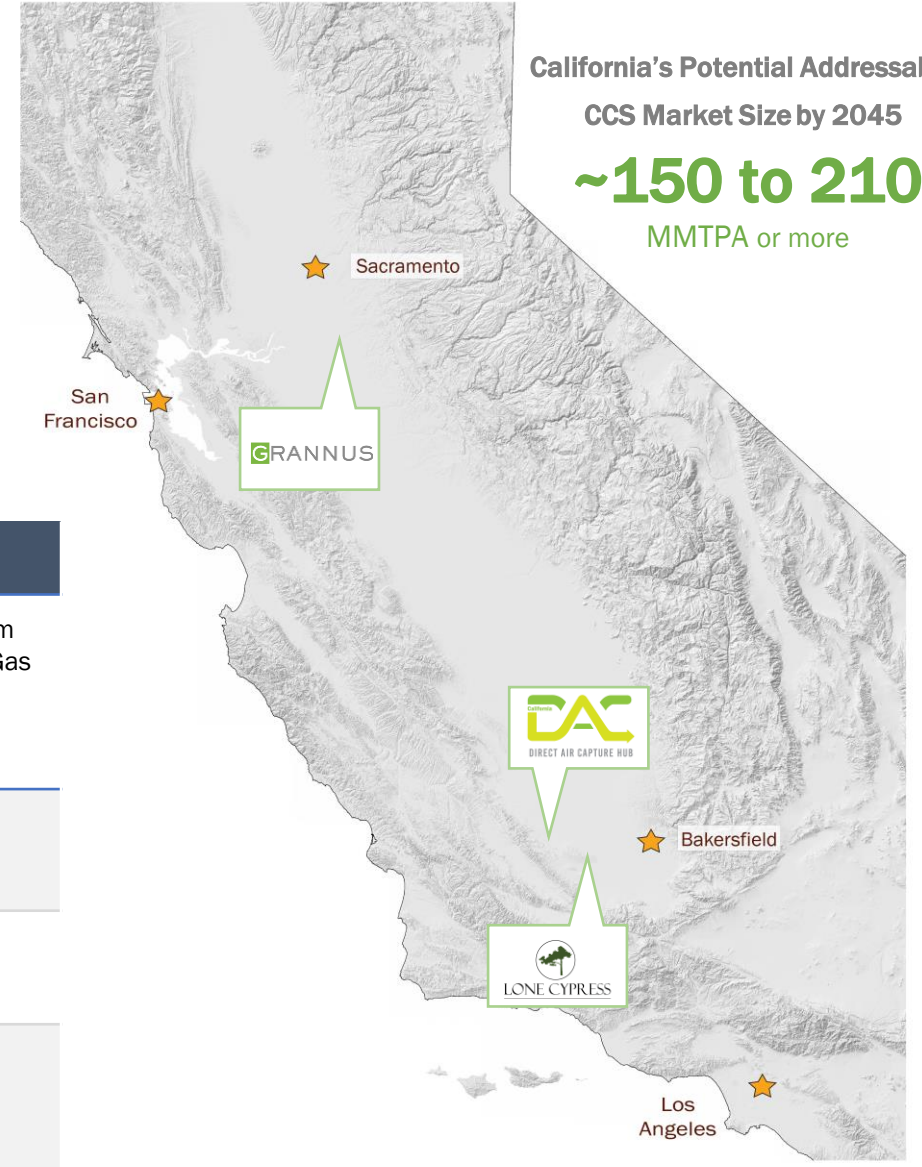 California's Potential Addressa
CCS Market Size by 2045
~150 to 210
MMTPA or more
Sacramento
San
Francisco
GRANNUS
m
Gas
California
DAC
DIRECT AIR CAPTURE HUB
Bakersfield
LONE CYPRESS
Los
Angeles